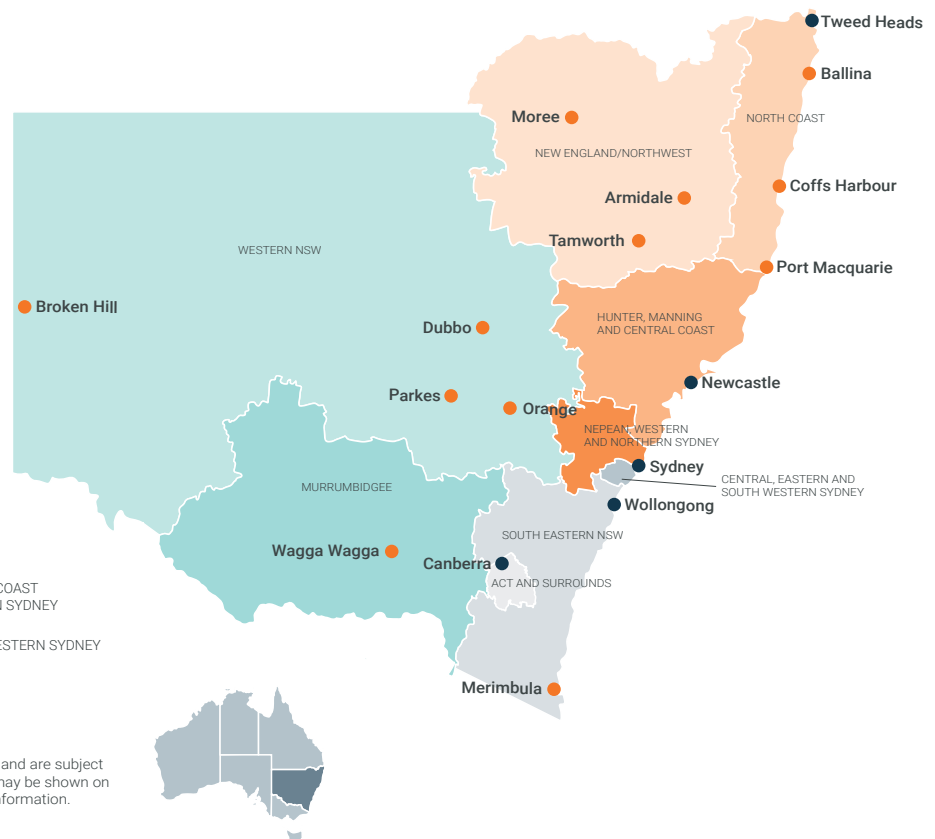 Tweed Heads
Ballina
Moree
NORTH COAST
NEW ENGLAND/NORTHWEST
Coffs Harbour
Armidale
Tamworth
WESTERN NSW
Port Macquarie
Broken Hill
HUNTER, MANNING
AND CENTRAL COAST
Dubbo
Newcastle
Parkes
Orange
NEPEAN, WESTERN
AND NORTHERN SYDNEY
Sydney
CENTRAL, EASTERN AND
SOUTH WESTERN SYDNEY
MURRUMBIDGEE
Wollongong
SOUTH EASTERN NSW
Wagga Wagga
Canberra
ACT AND SURROUNDS
COAST
N SYDNEY
ESTERN SYDNEY
Merimbula
and are subject
may be shown on
formation.